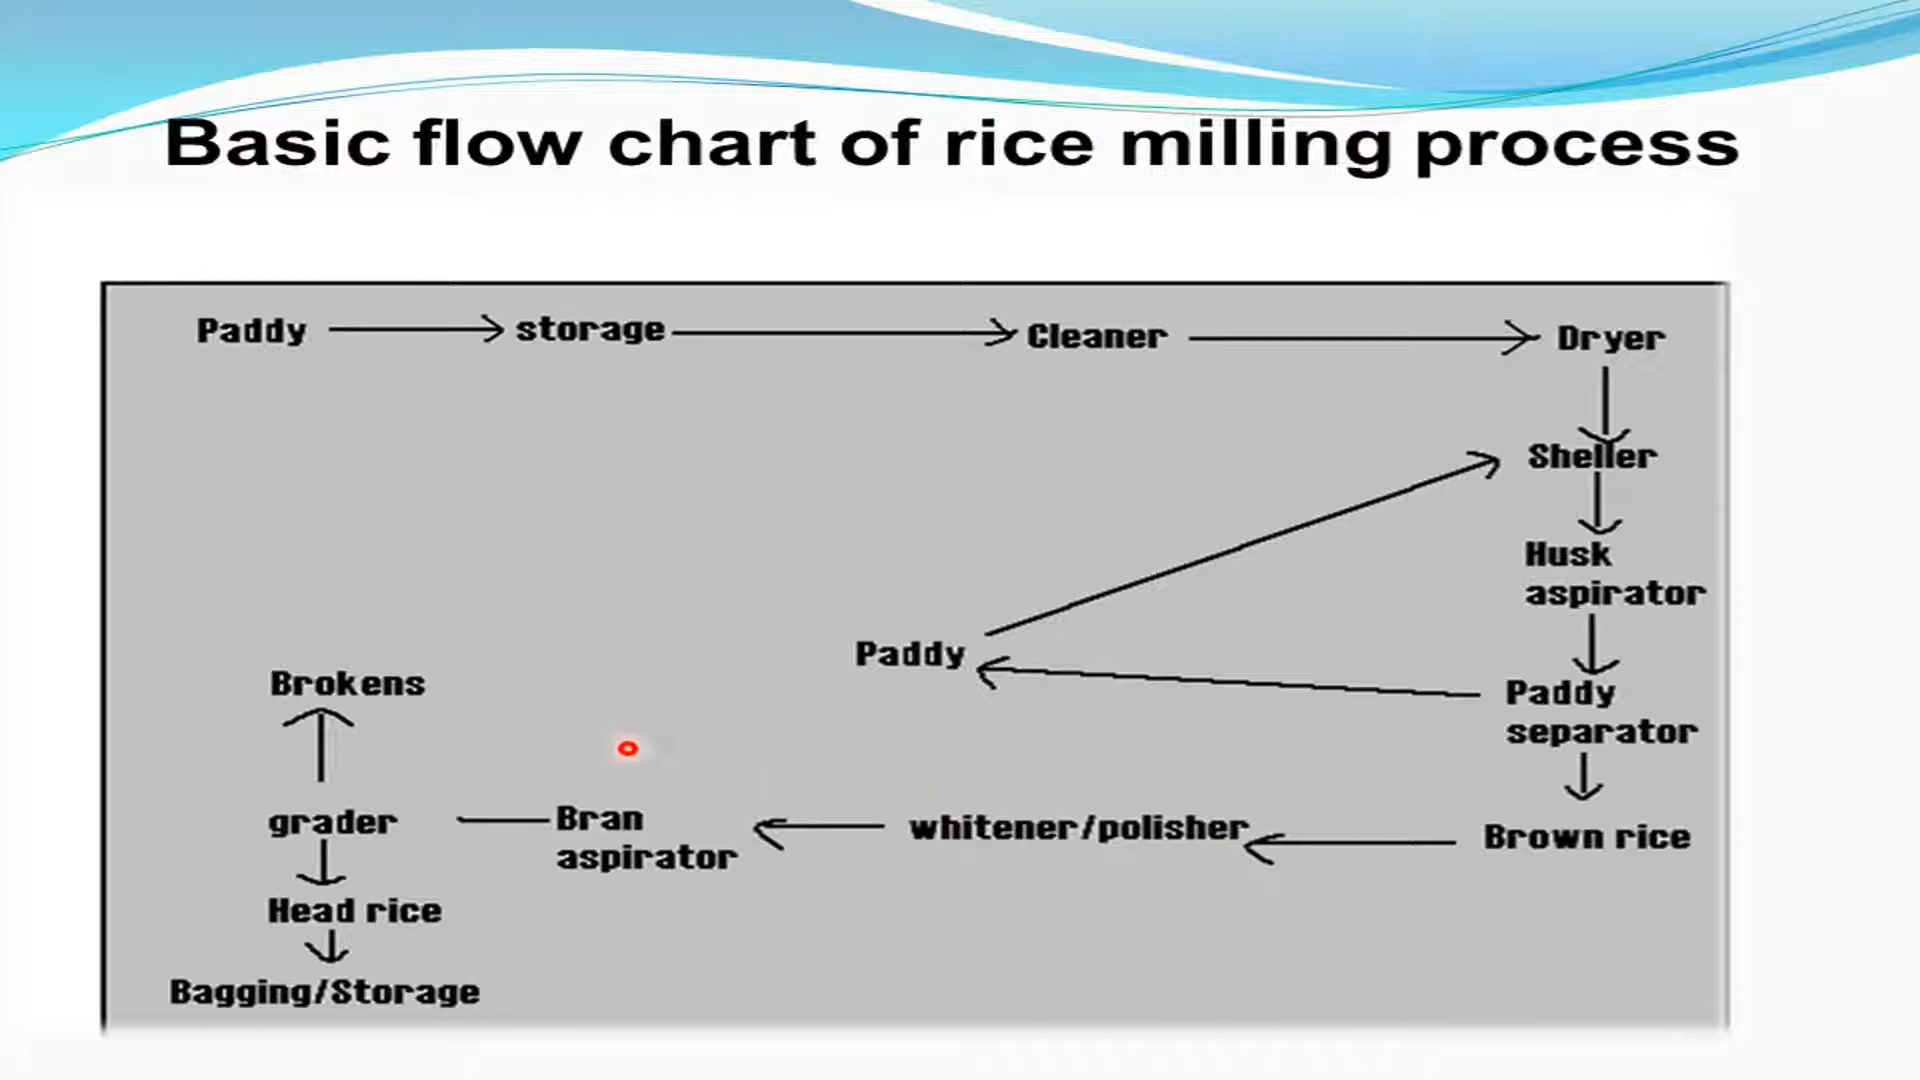 Basic flow chart of rice milling process
Paddy storage Cleaner Dryer
Sheller
Husk
aspirator
Paddy
Paddy
separator
Brown rice
whitener/polisher
Bran
aspirator
grader
Brokens
Head rice
Bagging/Storage